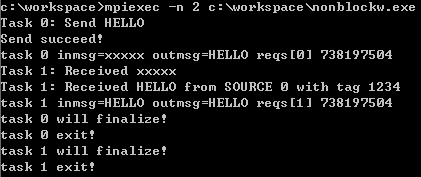 c:\workspace>mpiexec -n 2 c:\workspace\nonblockw.exe
Task 0: Send HELLO
Send succeed!
task 0 inmsg=xxxxx outmsg=HELLO reqs[0] 738197504
Task 1: Received xxxxx
Task 1: Received HELLO from SOURCE 0 with tag 1234
task 1 inmsg=HELLO outmsg=HELLO reqs[1] 738197504
task 0 will finalize!
task 0 exit!
task 1 will finalize!
task 1 exit!